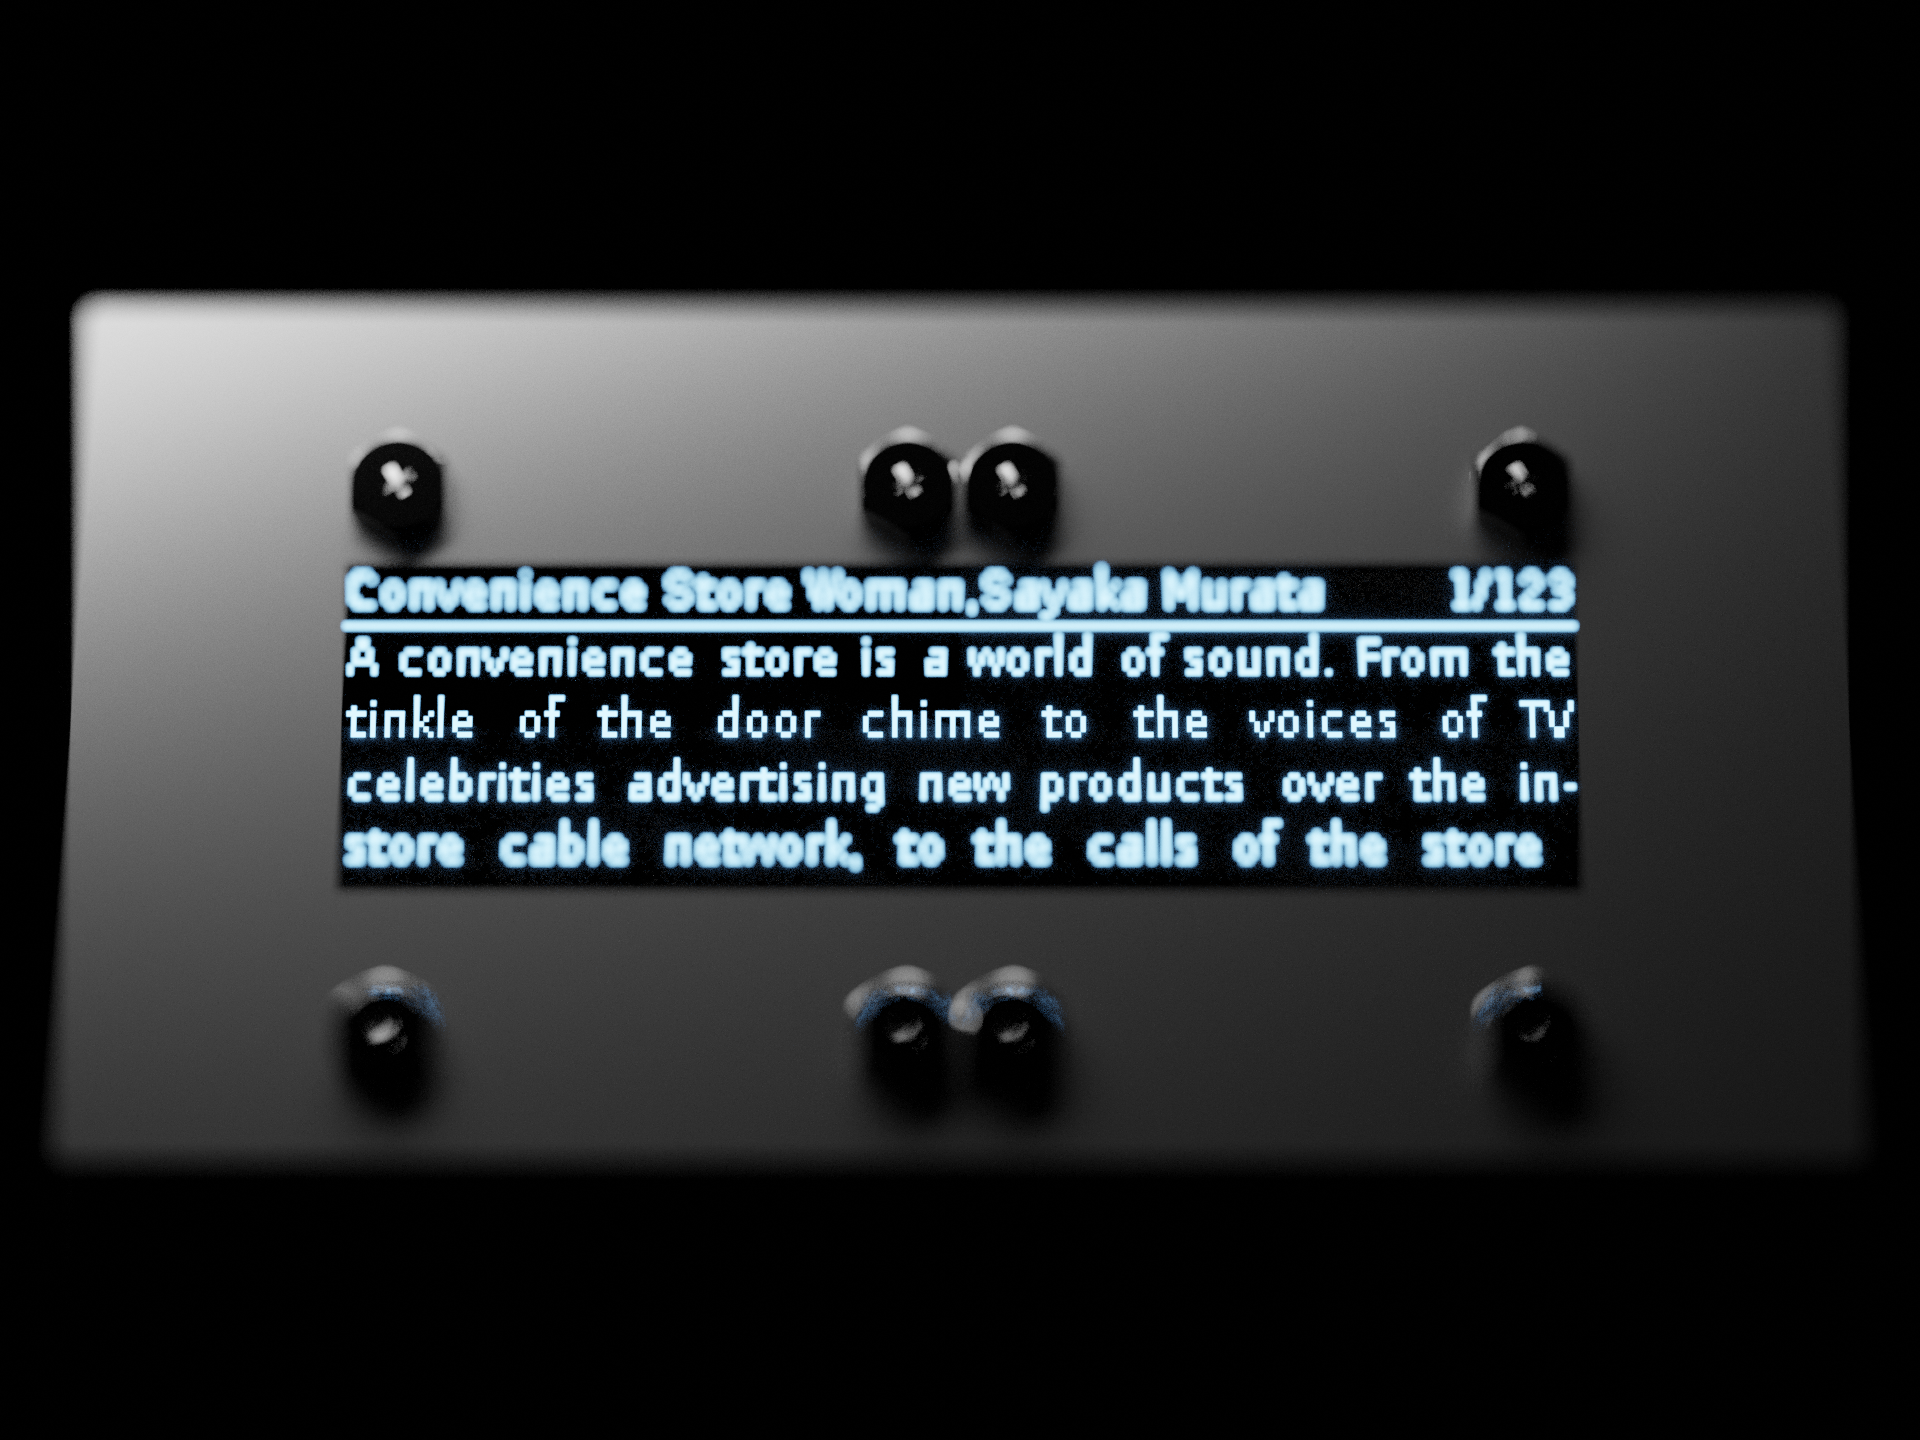 Convenience Store Woman,Sayaka Murata 1/123
A convenience store is a world of sound. From the
tinkle of the door chime to the voices of TV
celebrities advertising new products over the in-
store cable network, to the calls of the store